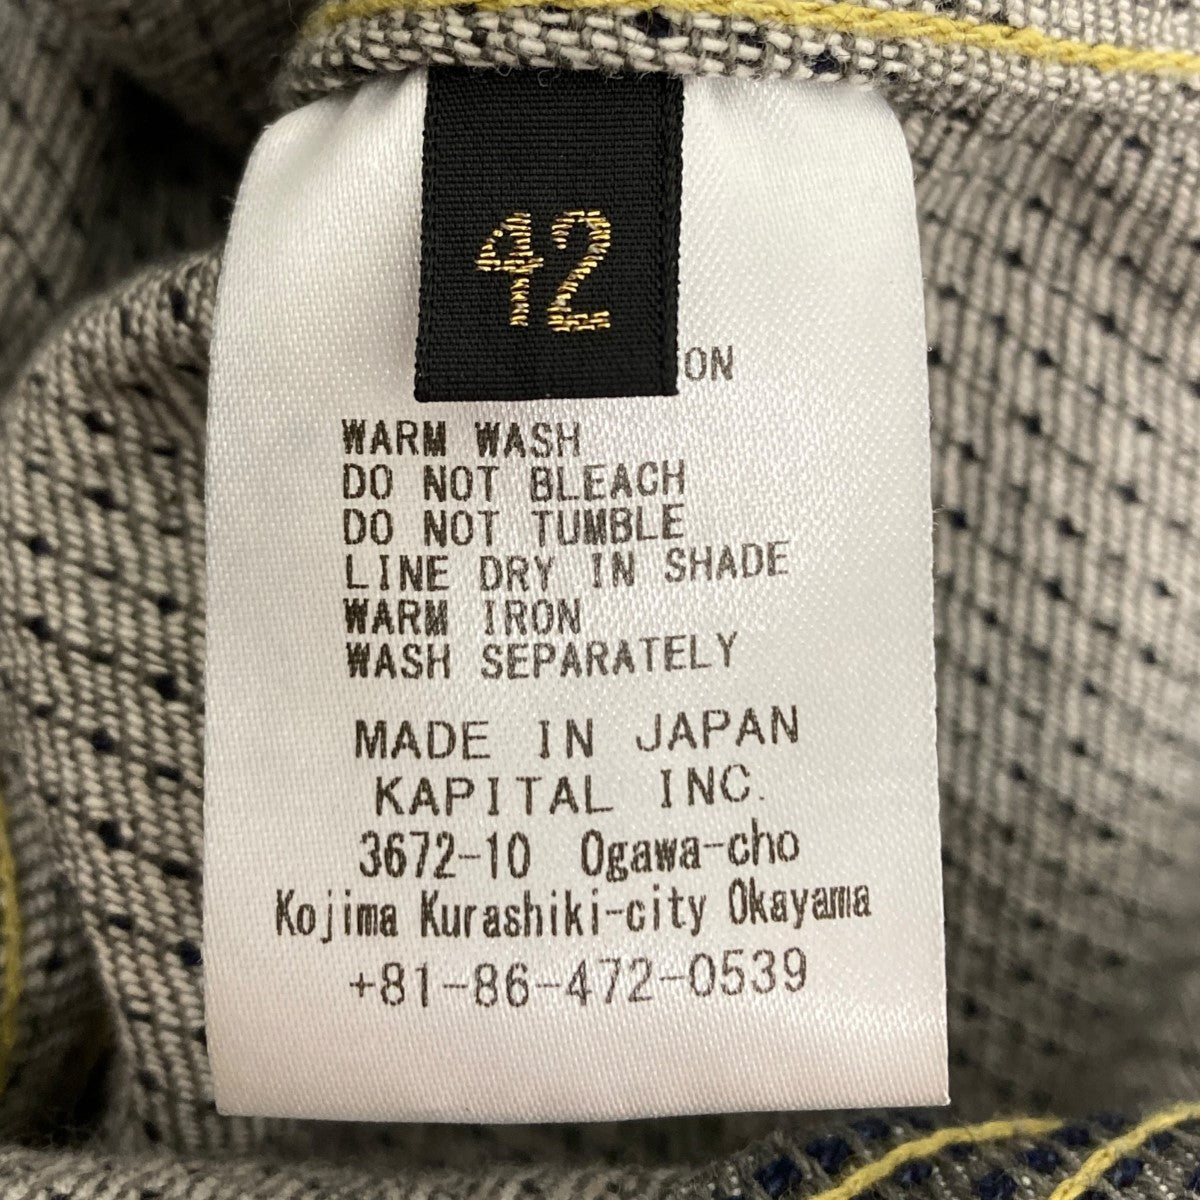 42
ON
WARM WASH
DO NOT BLEACH
DO NOT TUMBLE
LINE DRY IN SHADE
WARM IRON
WASH SEPARATELY
MADE IN JAPAN
KAPITAL INC.
3672-10 Ogawa-cho
Kojima Kurashiki-city Okayama
+81-86-472-0539